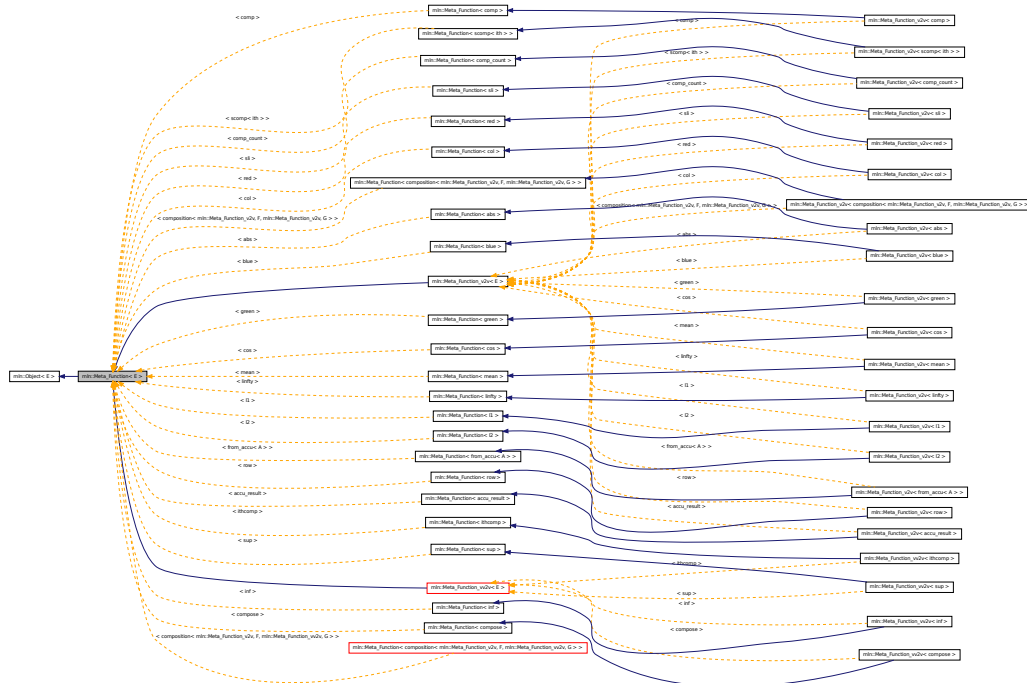 mln::Object< E >
mln::Meta_Function< E >
< comp >
< scomp< ith > >
< comp_count >
< sli >
< red >
< col >
< composition< mln::Meta_Function_v2v, F, mln::Meta_Function_v2v, G > >
< abs >
< blue >
< green >
< cos >
< mean >
< linfty >
< l1 >
< l2 >
< from_accu< A > >
< row >
< accu_result >
< ithcomp >
< sup >
< inf >
< compose >
< composition< mln::Meta_Function_v2v, F, mln::Meta_Function_vv2v, G > >
mln::Meta_Function< comp >
mln::Meta_Function< scomp< ith > >
mln::Meta_Function< comp_count >
mln::Meta_Function< sli >
mln::Meta_Function< red >
mln::Meta_Function< col >
mln::Meta_Function< composition< mln::Meta_Function_v2v, F, mln::Meta_Function_v2v, G > >
mln::Meta_Function< abs >
mln::Meta_Function< blue >
mln::Meta_Function_v2v< E >
mln::Meta_Function< green >
mln::Meta_Function< cos >
mln::Meta_Function< mean >
mln::Meta_Function< linfty >
mln::Meta_Function< l1 >
mln::Meta_Function< l2 >
mln::Meta_Function< from_accu< A > >
mln::Meta_Function< row >
mln::Meta_Function< accu_result >
mln::Meta_Function< ithcomp >
mln::Meta_Function< sup >
mln::Meta_Function_vv2v< E >
mln::Meta_Function< inf >
mln::Meta_Function< compose >
mln::Meta_Function< composition< mln::Meta_Function_v2v, F, mln::Meta_Function_vv2v, G > >
< comp >
< scomp< ith > >
< comp_count >
< sli >
< red >
< col >
< composition< mln::Meta_Function_v2v, F, mln::Meta_Function_v2v, G > >
< abs >
< blue >
< green >
< cos >
< mean >
< linfty >
< l1 >
< l2 >
< from_accu< A > >
< row >
< accu_result >
< ithcomp >
< sup >
< inf >
< compose >
mln::Meta_Function_v2v< comp >
mln::Meta_Function_v2v< scomp< ith > >
mln::Meta_Function_v2v< comp_count >
mln::Meta_Function_v2v< sli >
mln::Meta_Function_v2v< red >
mln::Meta_Function_v2v< col >
mln::Meta_Function_v2v< composition< mln::Meta_Function_v2v, F, mln::Meta_Function_v2v, G > >
mln::Meta_Function_v2v< abs >
mln::Meta_Function_v2v< blue >
mln::Meta_Function_v2v< green >
mln::Meta_Function_v2v< cos >
mln::Meta_Function_v2v< mean >
mln::Meta_Function_v2v< linfty >
mln::Meta_Function_v2v< l1 >
mln::Meta_Function_v2v< l2 >
mln::Meta_Function_v2v< from_accu< A > >
mln::Meta_Function_v2v< row >
mln::Meta_Function_v2v< accu_result >
mln::Meta_Function_vv2v< ithcomp >
mln::Meta_Function_vv2v< sup >
mln::Meta_Function_vv2v< inf >
mln::Meta_Function_vv2v< compose >